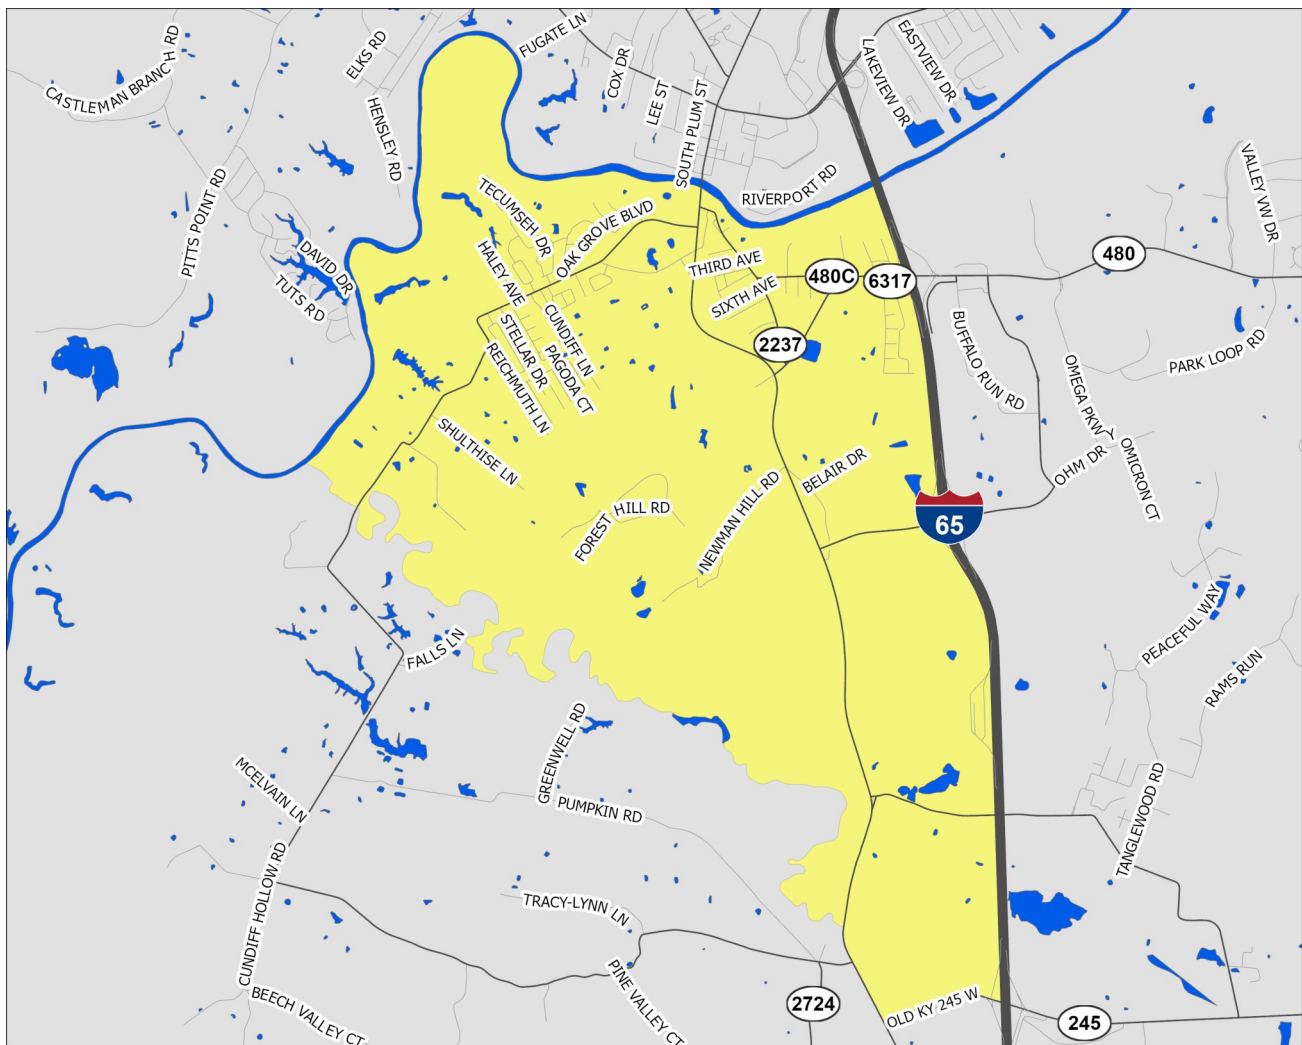 FUGATE LN
ELKS RD
CASTLEMAN BRANCH RD
COX DR
LAKEVIEW DR
EASTVIEW DR
LEE ST
HENSLEY RD
SOUTH PLUM ST
RIVERPORT RD
VALLEY VW DR
PITTS POINT RD
TECUMSEH DR
OAK GROVE BLVD
DAVID DR
TUTS RD
HALEY AVE
THIRD AVE
480C
6317
480
SIXTH AVE
CUNDIFF LN
STELLAR DR
PAGODA CT
REICHMUTH LN
2237
BUFFALO RUN RD
PARK LOOP RD
OMEGA PKWY
SHULTHISE LN
BELAIR DR
OHM DR
OMICRON CT
FOREST HILL RD
NEWMAN HILL RD
65
PEACEFUL WAY
FALLS LN
RAMS RUN
GREENWELL RD
MCELVAIN LN
PUMPKIN RD
TANGLEWOOD RD
CUNDIFF HOLLOW RD
TRACY-LYNN LN
PINE VALLEY CT
BEECH VALLEY CT
2724
OLD KY 245 W
245